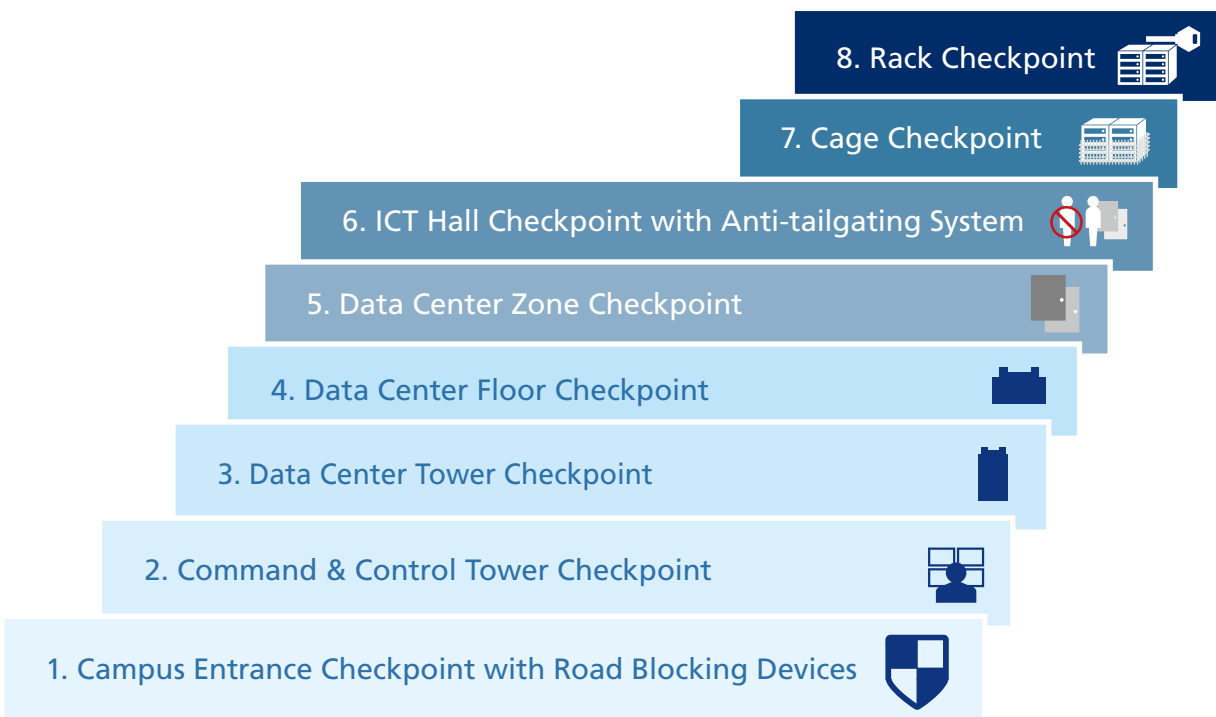 8. Rack Checkpoint
7. Cage Checkpoint
6. ICT Hall Checkpoint with Anti-tailgating System
5. Data Center Zone Checkpoint
4. Data Center Floor Checkpoint
3. Data Center Tower Checkpoint
2. Command & Control Tower Checkpoint
1. Campus Entrance Checkpoint with Road Blocking Devices